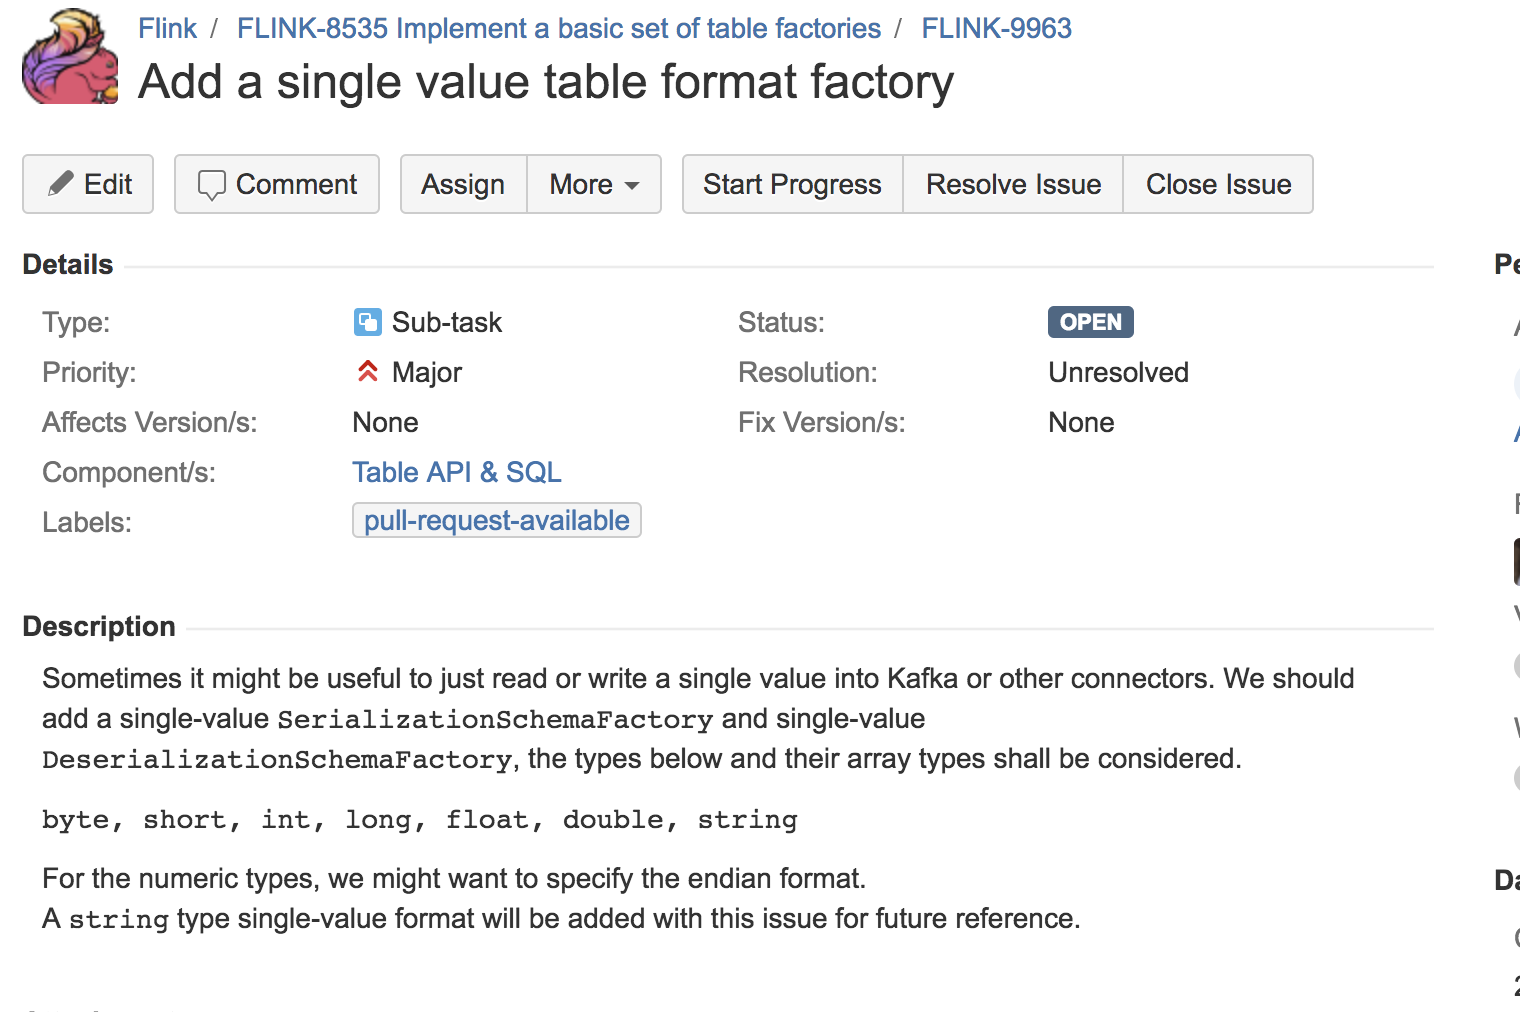 Flink / FLINK-8535 Implement a basic set of table factories / FLINK-9963
Add a single value table format factory
Edit Comment Assign More Start Progress Resolve Issue Close Issue
Details
Type: Sub-task Status: OPEN
Priority: Major Resolution: Unresolved
Affects Version/s: None Fix Version/s: None
Component/s: Table API & SQL
Labels: pull-request-available
Description
Sometimes it might be useful to just read or write a single value into Kafka or other connectors. We should
add a single-value SerializationSchemaFactory and single-value
DeserializationSchemaFactory, the types below and their array types shall be considered.
byte, short, int, long, float, double, string
For the numeric types, we might want to specify the endian format.
A string type single-value format will be added with this issue for future reference.